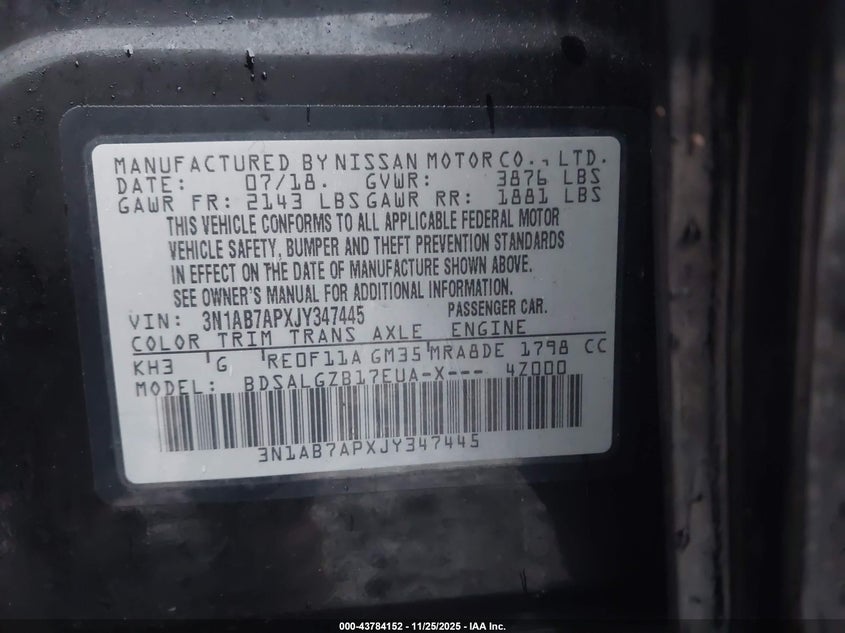 MANUFACTURED BY NISSAN MOTOR CO., LTD.
DATE: 07/18. GVWR: 3876 LBS
GAWR FR: 2143 LBS GAWR RR: 1881 LBS
THIS VEHICLE CONFORMS TO ALL APPLICABLE FEDERAL MOTOR
VEHICLE SAFETY, BUMPER AND THEFT PREVENTION STANDARDS
IN EFFECT ON THE DATE OF MANUFACTURE SHOWN ABOVE.
SEE OWNER'S MANUAL FOR ADDITIONAL INFORMATION.
VIN: 3N1AB7APXJY347445 PASSENGER CAR.
COLOR TRIM TRANS AXLE ENGINE
KH3 G RE0F11A GM35 MRA8DE 1798 CC
MODEL: BDSALGZB17EUA-X--- 4Z000
3N1AB7APXJY347445
000-43784152 - 11/25/2025 - IAA Inc.